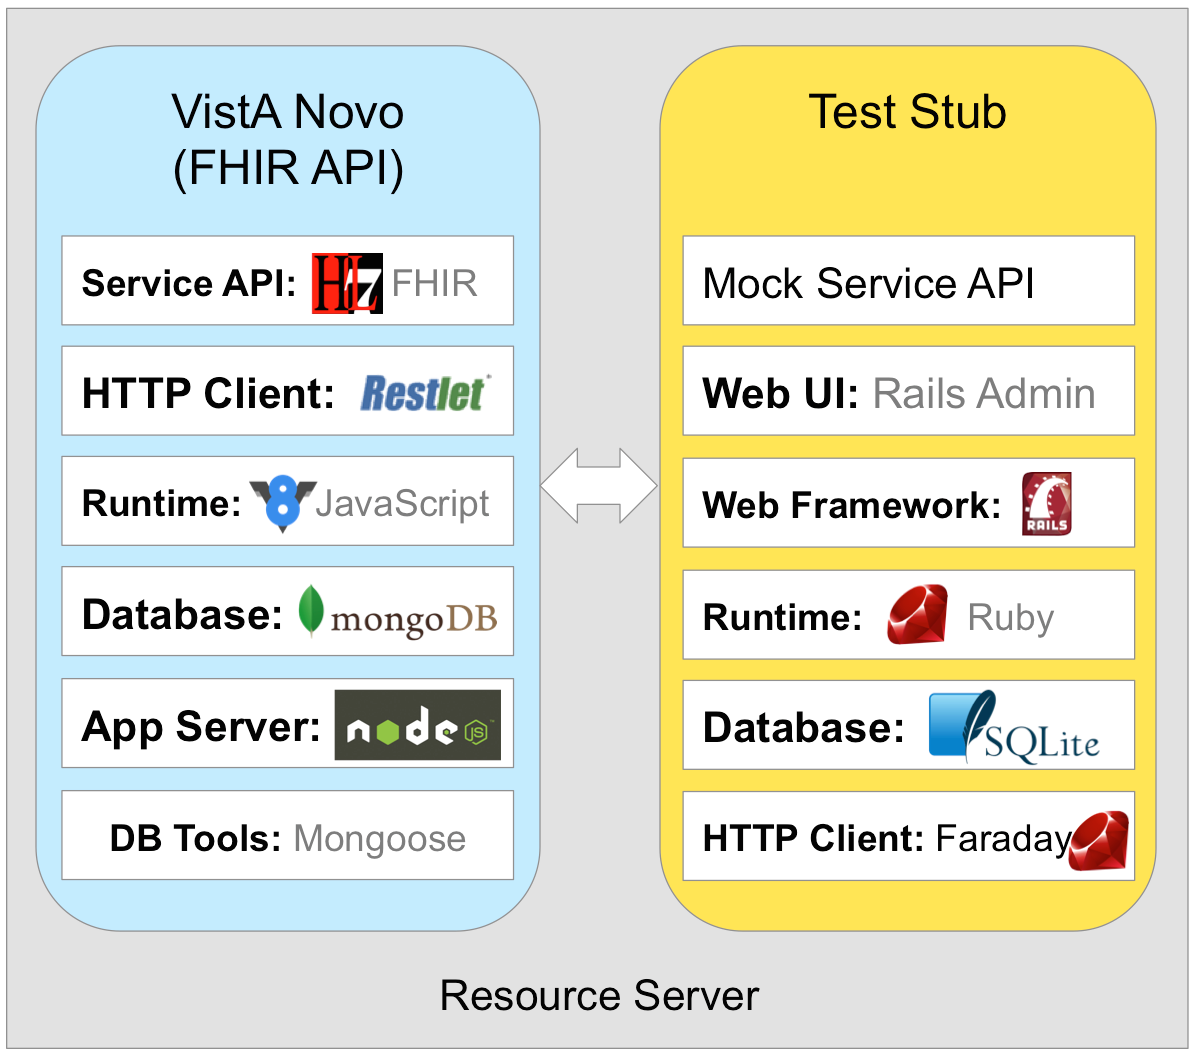 VistA Novo
(FHIR API)
Service API: HL7 FHIR
HTTP Client: Restlet
Runtime: V8 JavaScript
Database: mongoDB
App Server: node JS ™
DB Tools: Mongoose
Test Stub
Mock Service API
Web UI: Rails Admin
Web Framework: RAILS
Runtime: Ruby
Database: SQLite
HTTP Client: Faraday
Resource Server